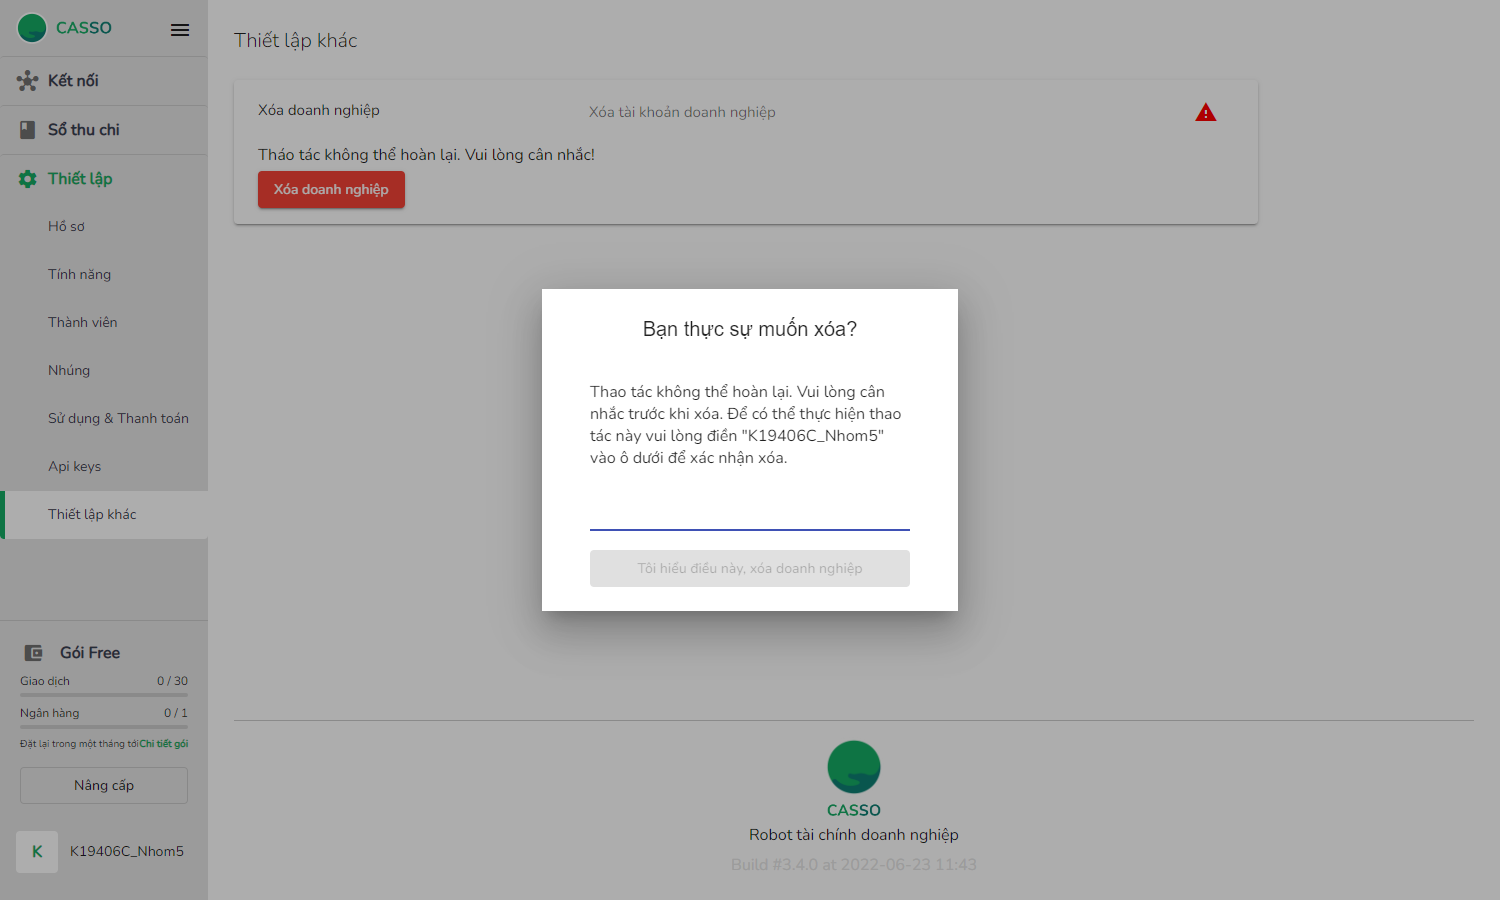 CASSO
Kết nối
Sổ thu chi
Thiết lập
Hồ sơ
Tính năng
Thành viên
Nhúng
Sử dụng & Thanh toán
Api keys
Thiết lập khác
Gói Free
Giao dịch 0 / 30
Ngân hàng 0 / 1
Đặt lại trong một tháng tới Chi tiết gói
Nâng cấp
K K19406C_Nhom5
Thiết lập khác
Xóa doanh nghiệp Xóa tài khoản doanh nghiệp
Tháo tác không thể hoàn lại. Vui lòng cân nhắc!
Xóa doanh nghiệp
Bạn thực sự muốn xóa?
Thao tác không thể hoàn lại. Vui lòng cân
nhắc trước khi xóa. Để có thể thực hiện thao
tác này vui lòng điền "K19406C_Nhom5"
vào ô dưới để xác nhận xóa.
Tôi hiểu điều này, xóa doanh nghiệp
CASSO
Robot tài chính doanh nghiệp
Build #3.4.0 at 2022-06-23 11:43